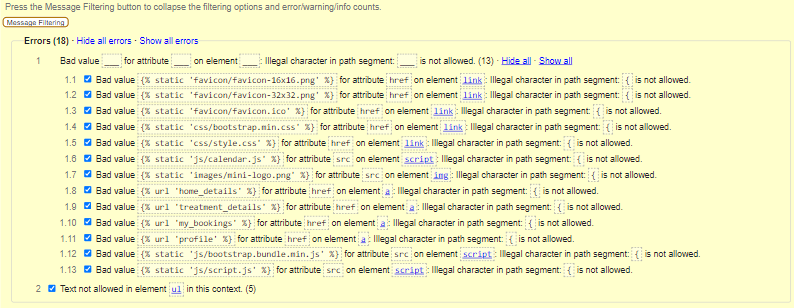 Press the Message Filtering button to collapse the filtering options and error/warning/info counts.
Message Filtering
Errors (18) · Hide all errors · Show all errors
1 Bad value ___ for attribute ___ on element ___: Illegal character in path segment: ___ is not allowed. (13) · Hide all · Show all
1.1 Bad value {% static 'favicon/favicon-16x16.png' %} for attribute href on element link: Illegal character in path segment: { is not allowed.
1.2 Bad value {% static 'favicon/favicon-32x32.png' %} for attribute href on element link: Illegal character in path segment: { is not allowed.
1.3 Bad value {% static 'favicon/favicon.ico' %} for attribute href on element link: Illegal character in path segment: { is not allowed.
1.4 Bad value {% static 'css/bootstrap.min.css' %} for attribute href on element link: Illegal character in path segment: { is not allowed.
1.5 Bad value {% static 'css/style.css' %} for attribute href on element link: Illegal character in path segment: { is not allowed.
1.6 Bad value {% static 'js/calendar.js' %} for attribute src on element script: Illegal character in path segment: { is not allowed.
1.7 Bad value {% static 'images/mini-logo.png' %} for attribute src on element img: Illegal character in path segment: { is not allowed.
1.8 Bad value {% url 'home_details' %} for attribute href on element a: Illegal character in path segment: { is not allowed.
1.9 Bad value {% url 'treatment_details' %} for attribute href on element a: Illegal character in path segment: { is not allowed.
1.10 Bad value {% url 'my_bookings' %} for attribute href on element a: Illegal character in path segment: { is not allowed.
1.11 Bad value {% url 'profile' %} for attribute href on element a: Illegal character in path segment: { is not allowed.
1.12 Bad value {% static 'js/bootstrap.bundle.min.js' %} for attribute src on element script: Illegal character in path segment: { is not allowed.
1.13 Bad value {% static 'js/script.js' %} for attribute src on element script: Illegal character in path segment: { is not allowed.
2 Text not allowed in element ul in this context. (5)